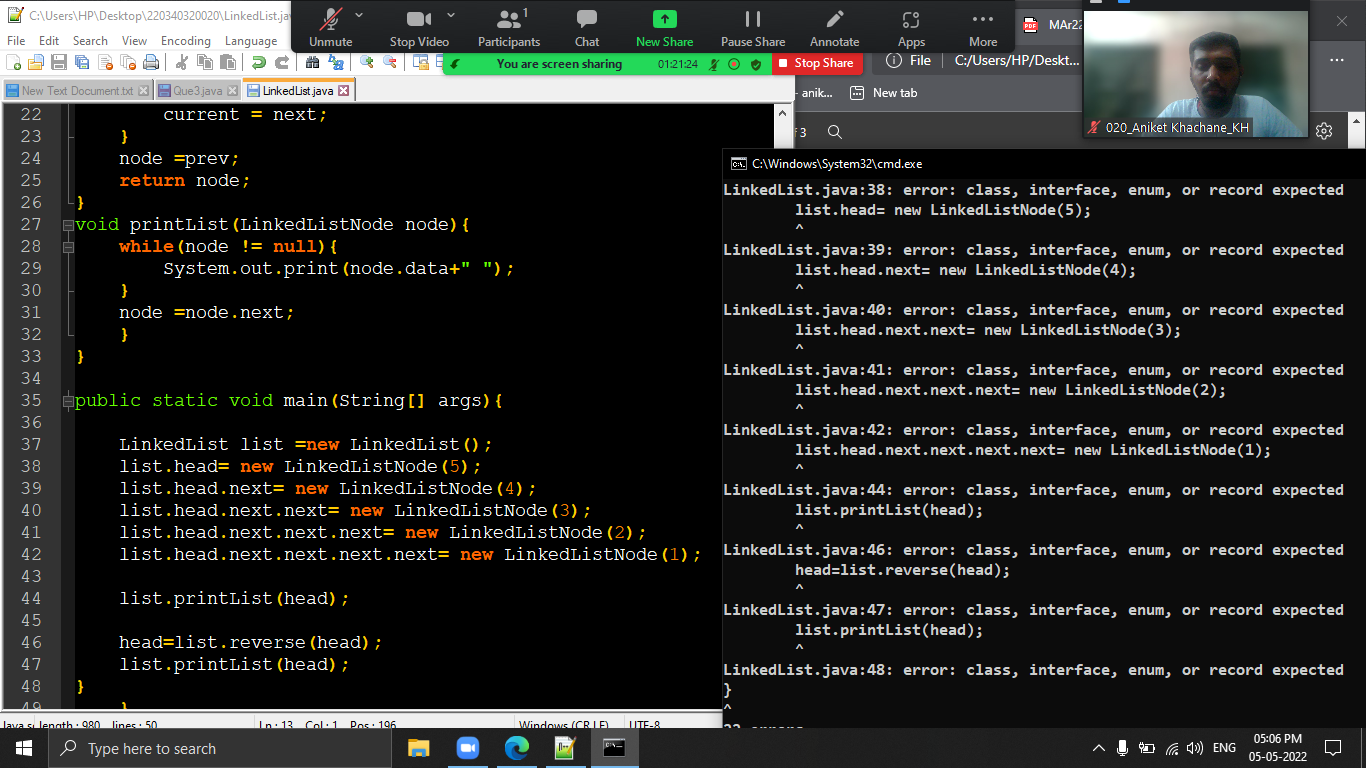 C:\Users\HP\Desktop\220340320020\LinkedList.ja
File Edit Search View Encoding Language
Unmute
Stop Video
1
Participants
Chat
New Share
Pause Share
Annotate
Apps
More
You are screen sharing
01:21:24
Stop Share
MAr22
File C:/Users/HP/Deskt...
- anik...
New tab
020_Aniket Khachane_KH
New Text Document.txt
Que3.java
LinkedList.java
22 current = next;
23 }
24 node =prev;
25 return node;
26 }
27 void printList(LinkedListNode node){
28 while(node != null){
29 System.out.print(node.data+" ");
30 }
31 node =node.next;
32 }
33 }
34
35 public static void main(String[] args){
36
37 LinkedList list =new LinkedList();
38 list.head= new LinkedListNode(5);
39 list.head.next= new LinkedListNode(4);
40 list.head.next.next= new LinkedListNode(3);
41 list.head.next.next.next= new LinkedListNode(2);
42 list.head.next.next.next.next= new LinkedListNode(1);
43
44 list.printList(head);
45
46 head=list.reverse(head);
47 list.printList(head);
48 }
49 }
length : 980 lines : 50
Ln : 13 Col : 1 Pos : 196
Windows (CR LF)
UTF-8
f 3
C:\Windows\System32\cmd.exe
LinkedList.java:38: error: class, interface, enum, or record expected
list.head= new LinkedListNode(5);
^
LinkedList.java:39: error: class, interface, enum, or record expected
list.head.next= new LinkedListNode(4);
^
LinkedList.java:40: error: class, interface, enum, or record expected
list.head.next.next= new LinkedListNode(3);
^
LinkedList.java:41: error: class, interface, enum, or record expected
list.head.next.next.next= new LinkedListNode(2);
^
LinkedList.java:42: error: class, interface, enum, or record expected
list.head.next.next.next.next= new LinkedListNode(1);
^
LinkedList.java:44: error: class, interface, enum, or record expected
list.printList(head);
^
LinkedList.java:46: error: class, interface, enum, or record expected
head=list.reverse(head);
^
LinkedList.java:47: error: class, interface, enum, or record expected
list.printList(head);
^
LinkedList.java:48: error: class, interface, enum, or record expected
}
^
Type here to search
ENG
05:06 PM
05-05-2022